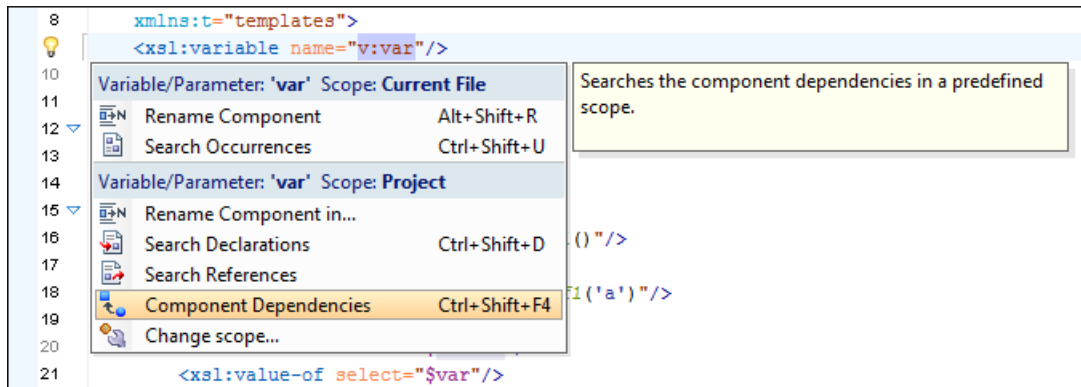 8 xmlns:t="templates">
<xsl:variable name="v:var"/>
10
Variable/Parameter: 'var' Scope: Current File
Searches the component dependencies in a predefined
scope.
11
Rename Component Alt+Shift+R
12
Search Occurrences Ctrl+Shift+U
13
14 Variable/Parameter: 'var' Scope: Project
15
Rename Component in...
16 Search Declarations Ctrl+Shift+D ()"/>
17 Search References
18 Component Dependencies Ctrl+Shift+F4 f1('a')"/>
19
Change scope...
20
21 <xsl:value-of select="$var"/>